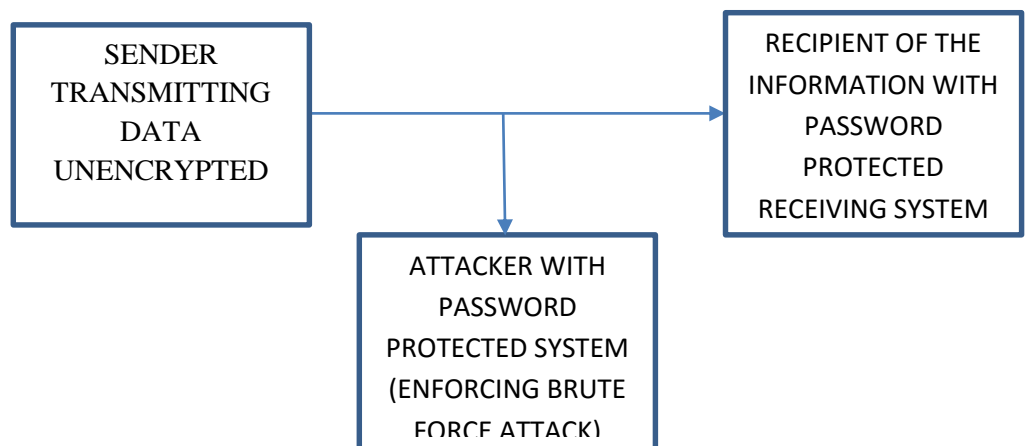 SENDER
TRANSMITTING
DATA
UNENCRYPTED
RECIPIENT OF THE
INFORMATION WITH
PASSWORD
PROTECTED
RECEIVING SYSTEM
ATTACKER WITH
PASSWORD
PROTECTED SYSTEM
(ENFORCING BRUTE
FORCE ATTACK)